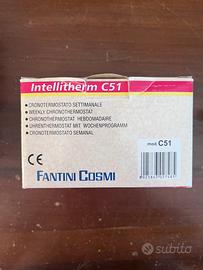 Intellitherm C51
• CRONOTERMOSTATO SETTIMANALE
• WEEKLY CHRONOTHERMOSTAT
• CHRONOTHERMOSTAT HEBDOMADAIRE
• UHRENTHERMOSTAT MIT WOCHENPROGRAMM
• CRONOTERMOSTATO SEMANAL
mod. C51
CE FANTINI COSMI
subito